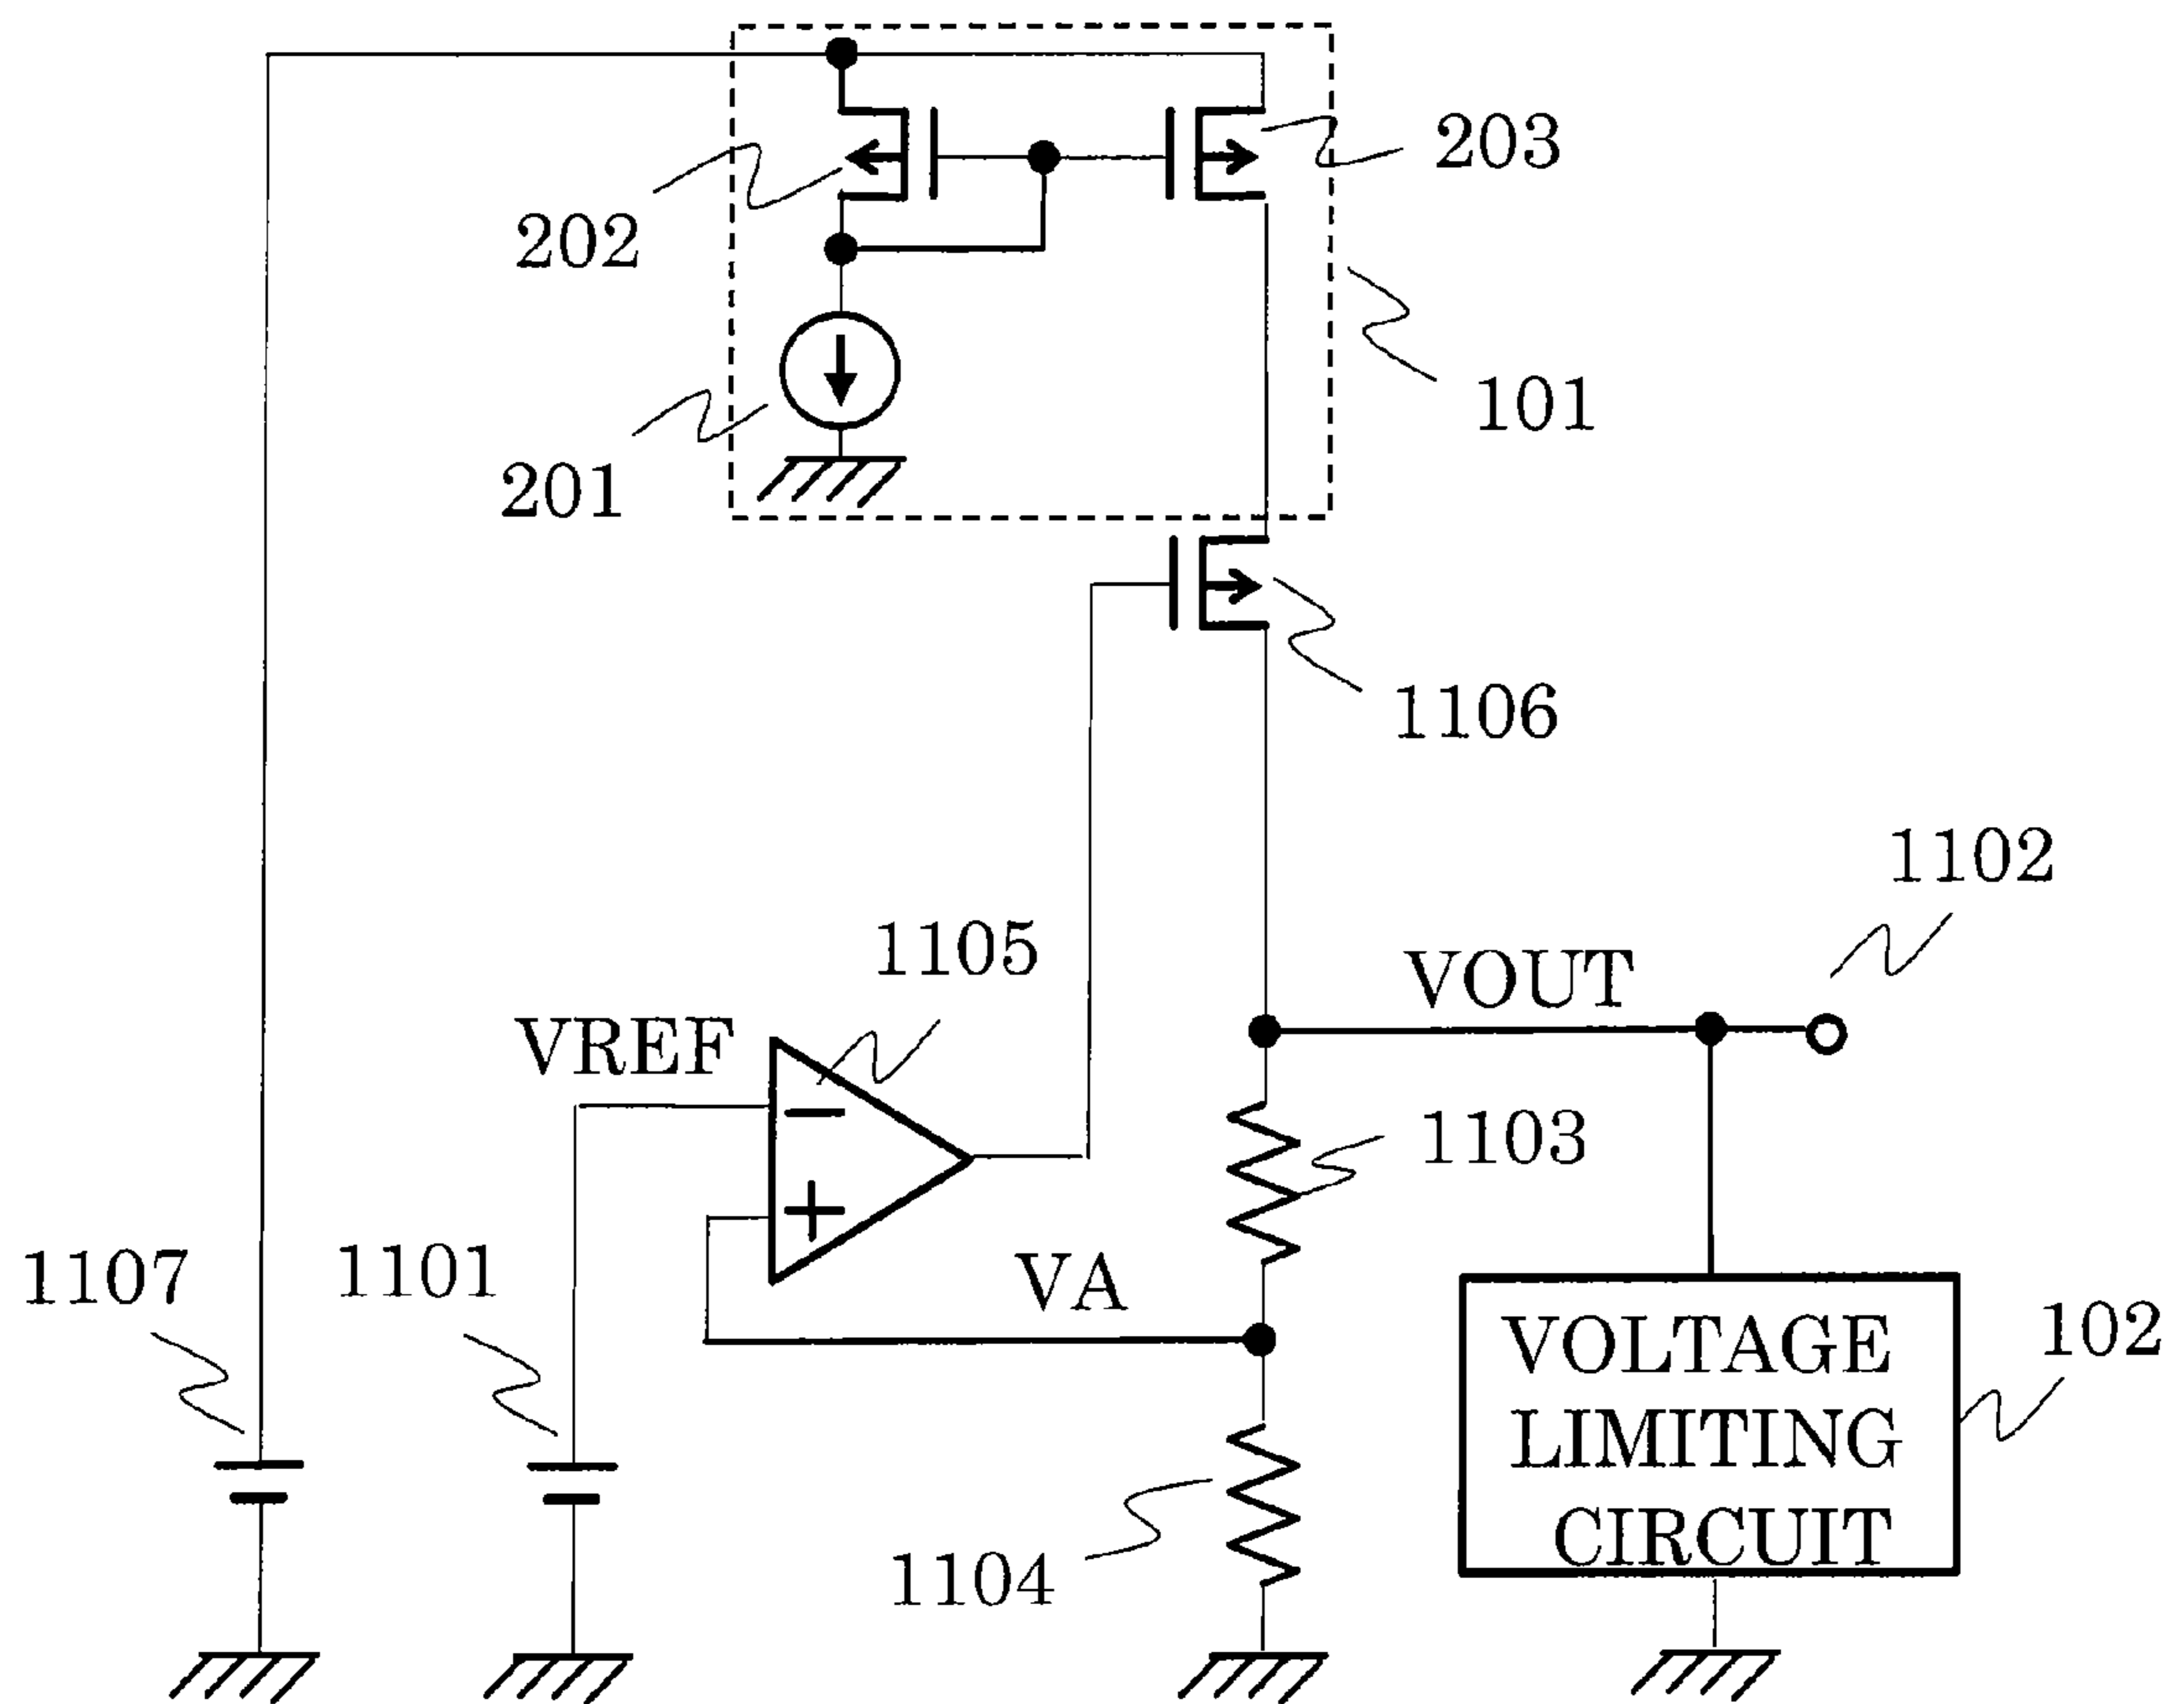 203
202
101
201
1106
1102
1105
VOUT
VREF
−
1103
+
1107
1101
VA
102
VOLTAGE
LIMITING
CIRCUIT
1104